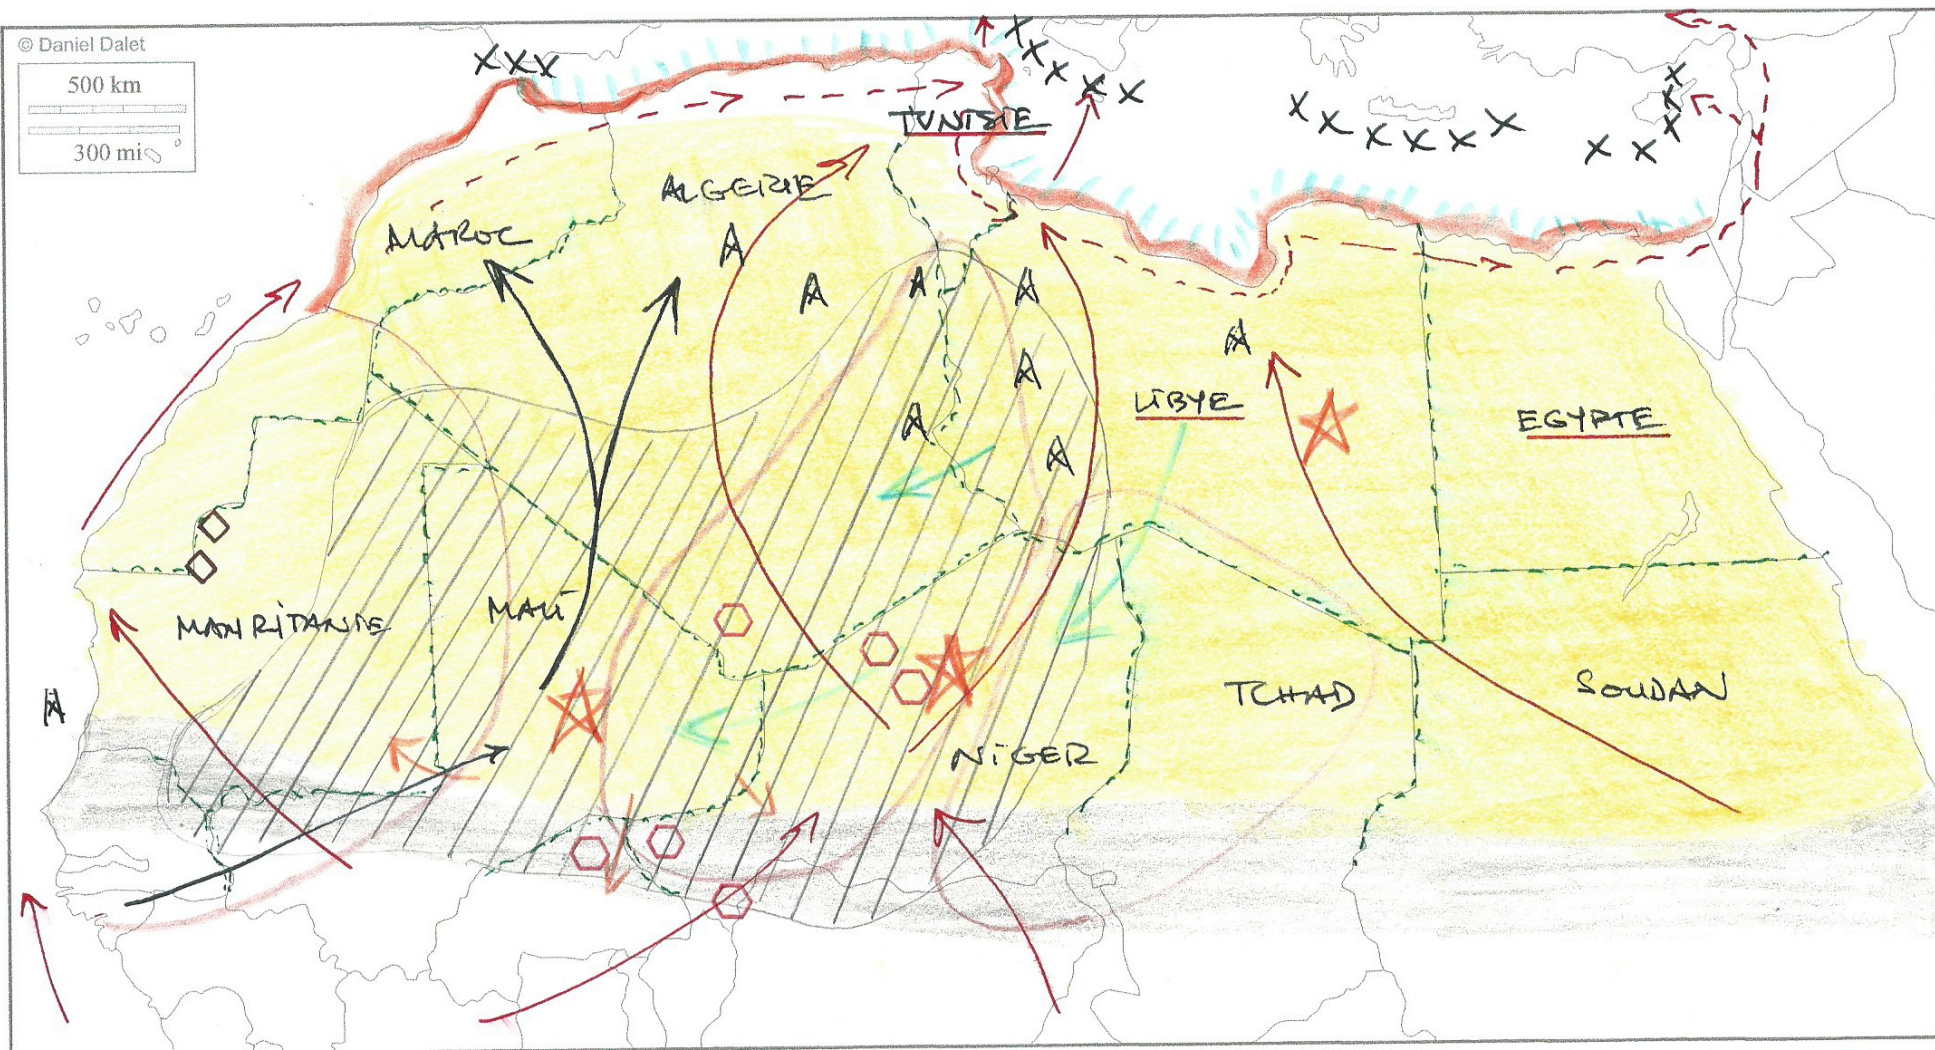 © Daniel Dalet
500 km
300 mi
TUNISIE
ALGERIE
MAROC
LIBYE
EGYPTE
MAURITANIE
MALI
TCHAD
SOUDAN
NIGER